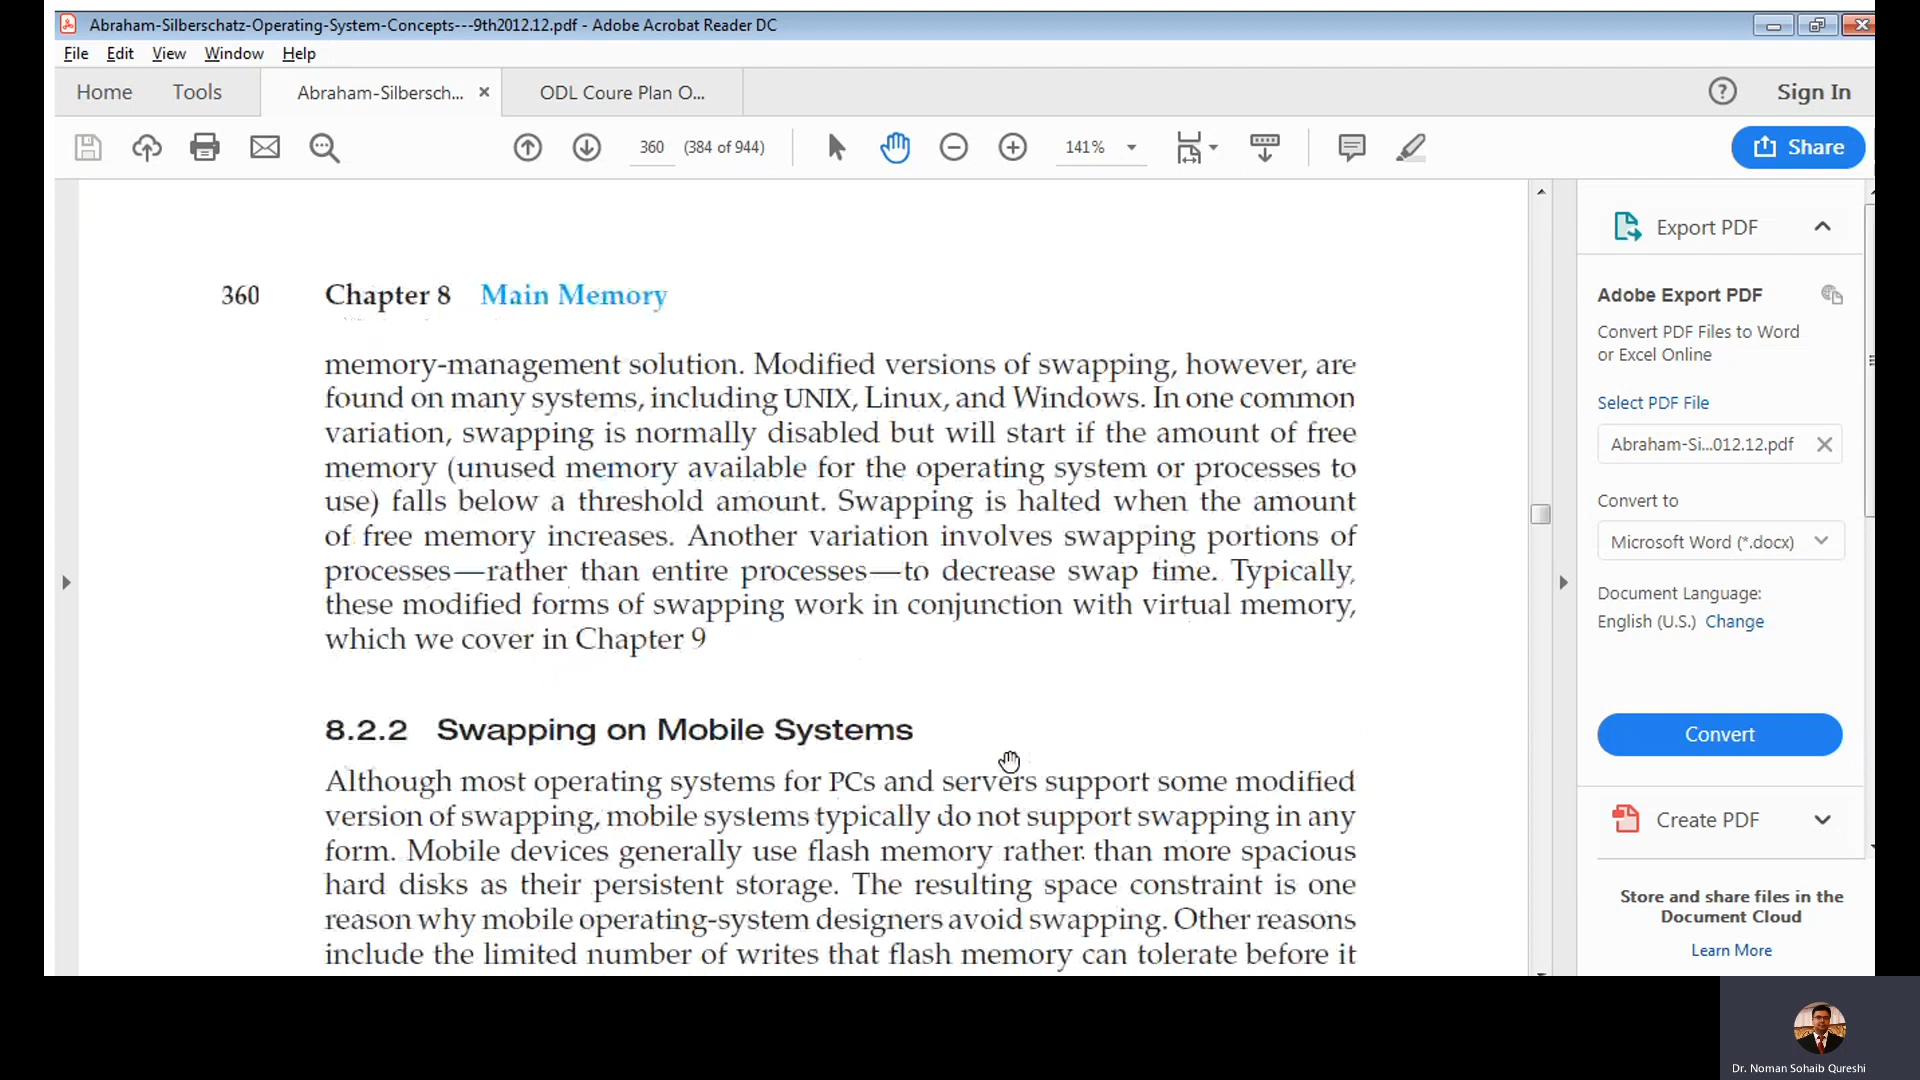 Abraham-Silberschatz-Operating-System-Concepts---9th2012.12.pdf - Adobe Acrobat Reader DC
File Edit View Window Help
Home Tools Abraham-Silbersch... ODL Coure Plan O... Sign In
360 (384 of 944) 141% Share
360 Chapter 8 Main Memory
memory-management solution. Modified versions of swapping, however, are
found on many systems, including UNIX, Linux, and Windows. In one common
variation, swapping is normally disabled but will start if the amount of free
memory (unused memory available for the operating system or processes to
use) falls below a threshold amount. Swapping is halted when the amount
of free memory increases. Another variation involves swapping portions of
processes—rather than entire processes—to decrease swap time. Typically,
these modified forms of swapping work in conjunction with virtual memory,
which we cover in Chapter 9
8.2.2 Swapping on Mobile Systems
Although most operating systems for PCs and servers support some modified
version of swapping, mobile systems typically do not support swapping in any
form. Mobile devices generally use flash memory rather than more spacious
hard disks as their persistent storage. The resulting space constraint is one
reason why mobile operating-system designers avoid swapping. Other reasons
include the limited number of writes that flash memory can tolerate before it
Export PDF
Adobe Export PDF
Convert PDF Files to Word
or Excel Online
Select PDF File
Abraham-Si...012.12.pdf
Convert to
Microsoft Word (*.docx)
Document Language:
English (U.S.) Change
Convert
Create PDF
Store and share files in the
Document Cloud
Learn More
Dr. Noman Sohaib Qureshi